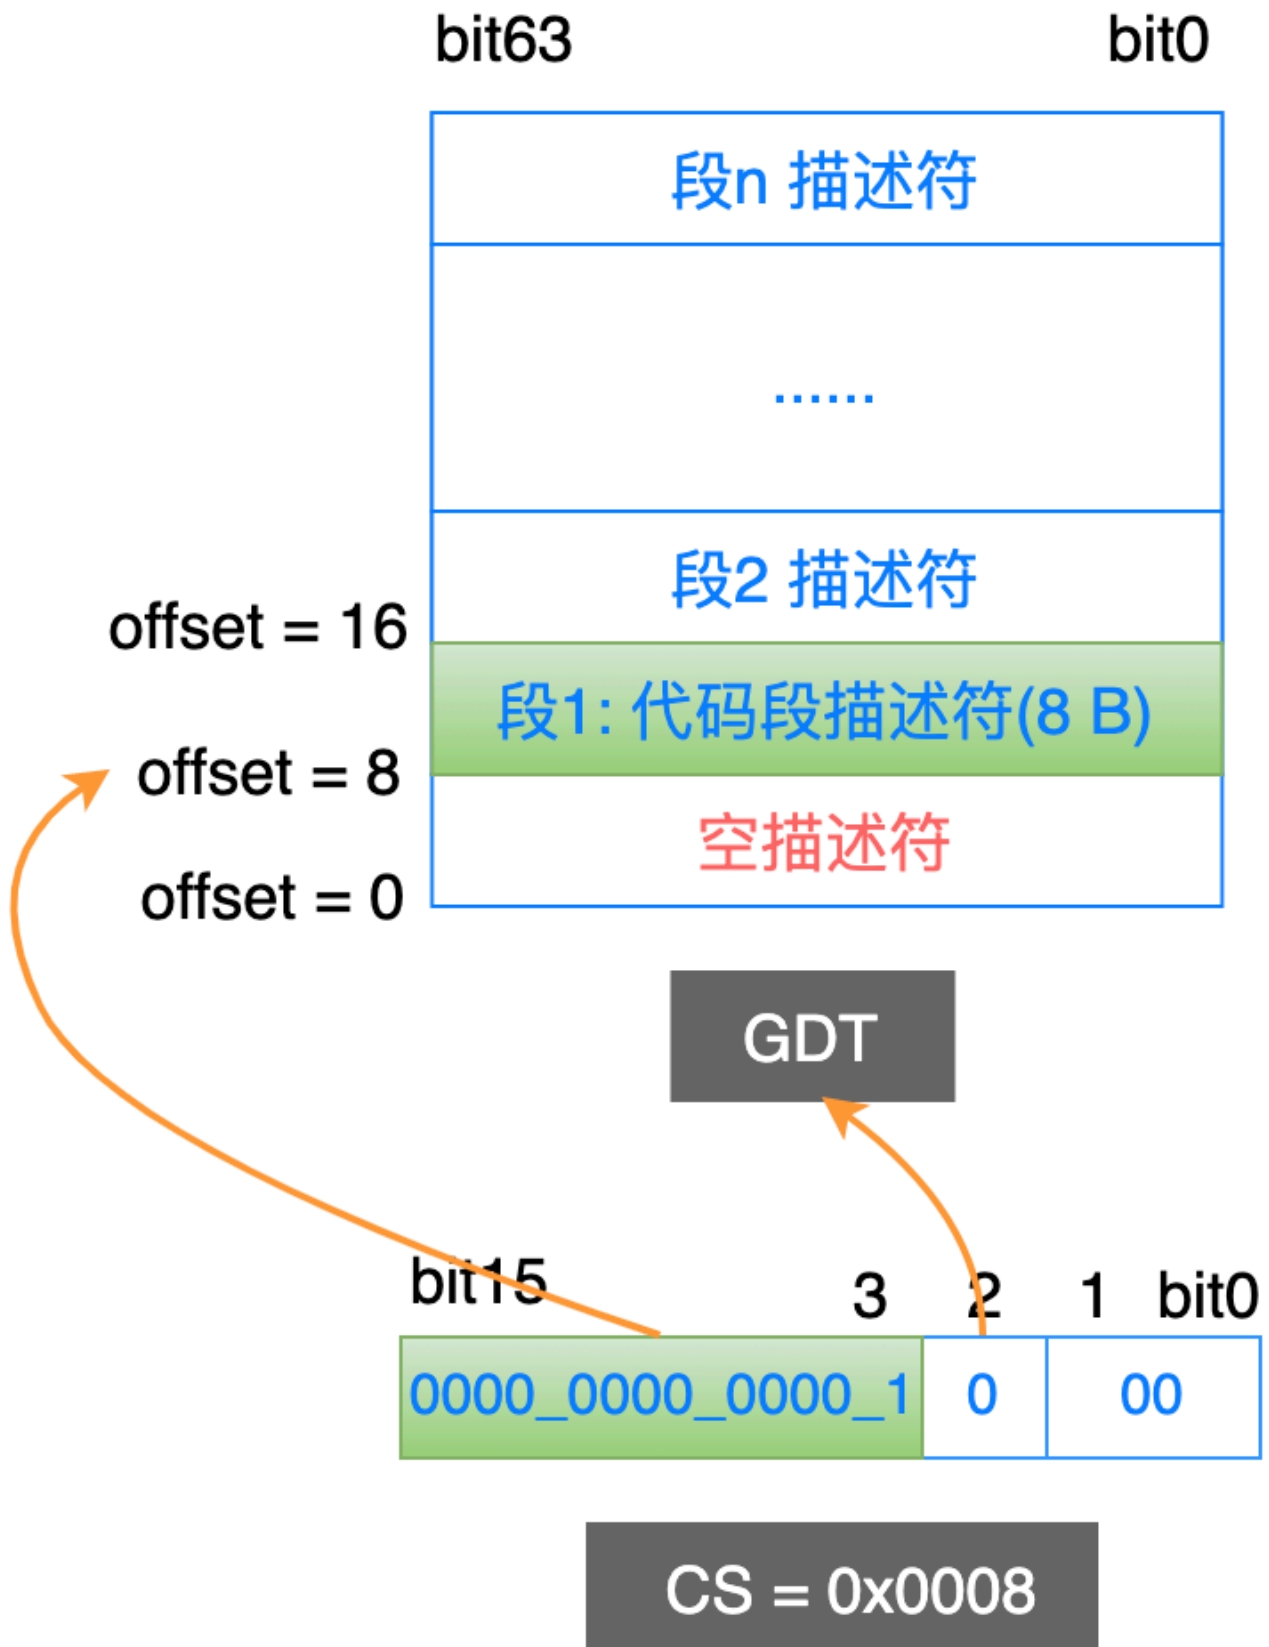 bit63 bit0
段n 描述符
......
段2 描述符
offset = 16
段1: 代码段描述符(8 B)
offset = 8
空描述符
offset = 0
GDT
bit15 3 2 1 bit0
0000_0000_0000_1 0 00
CS = 0x0008